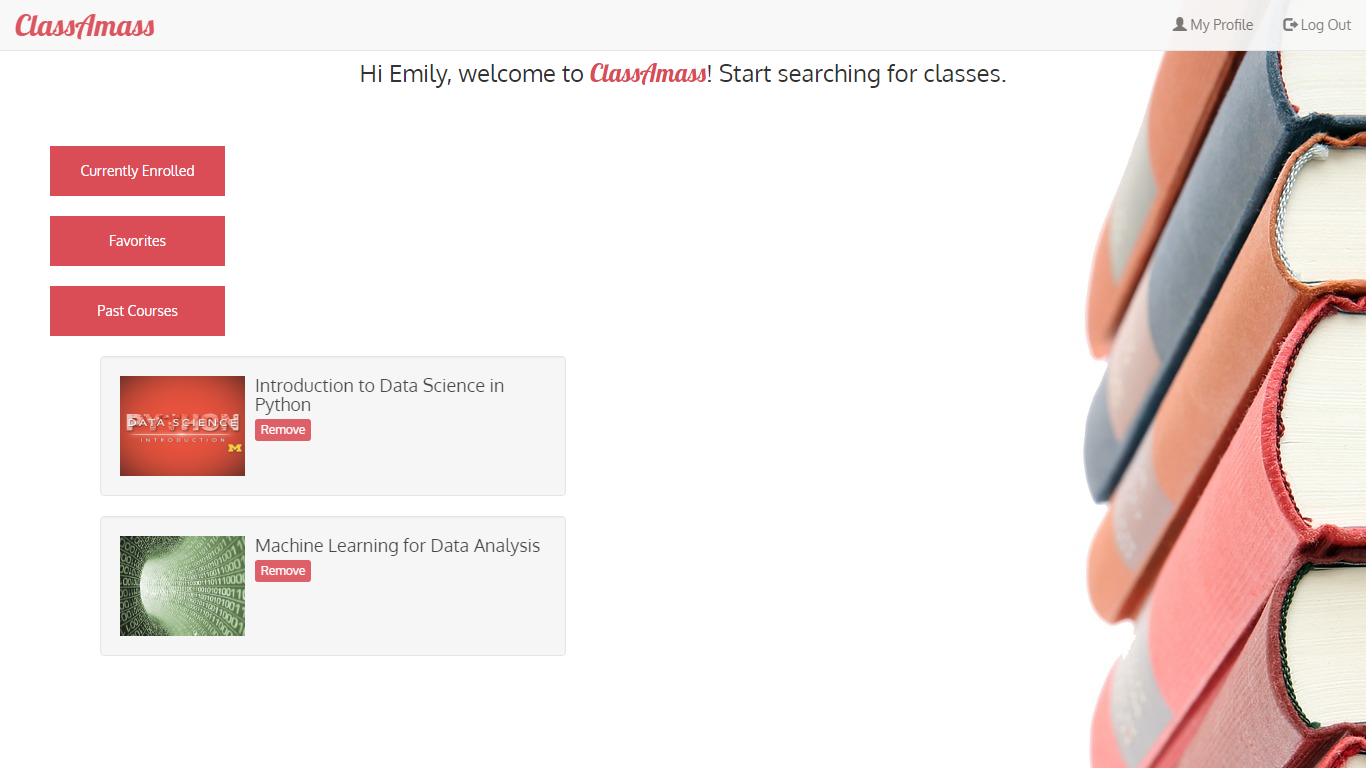 ClassAmass
My Profile
Log Out
Hi Emily, welcome to ClassAmass! Start searching for classes.
Currently Enrolled
Favorites
Past Courses
PYTHON
DATA SCIENCE
INTRODUCTION
M
Introduction to Data Science in
Python
Remove
Machine Learning for Data Analysis
Remove